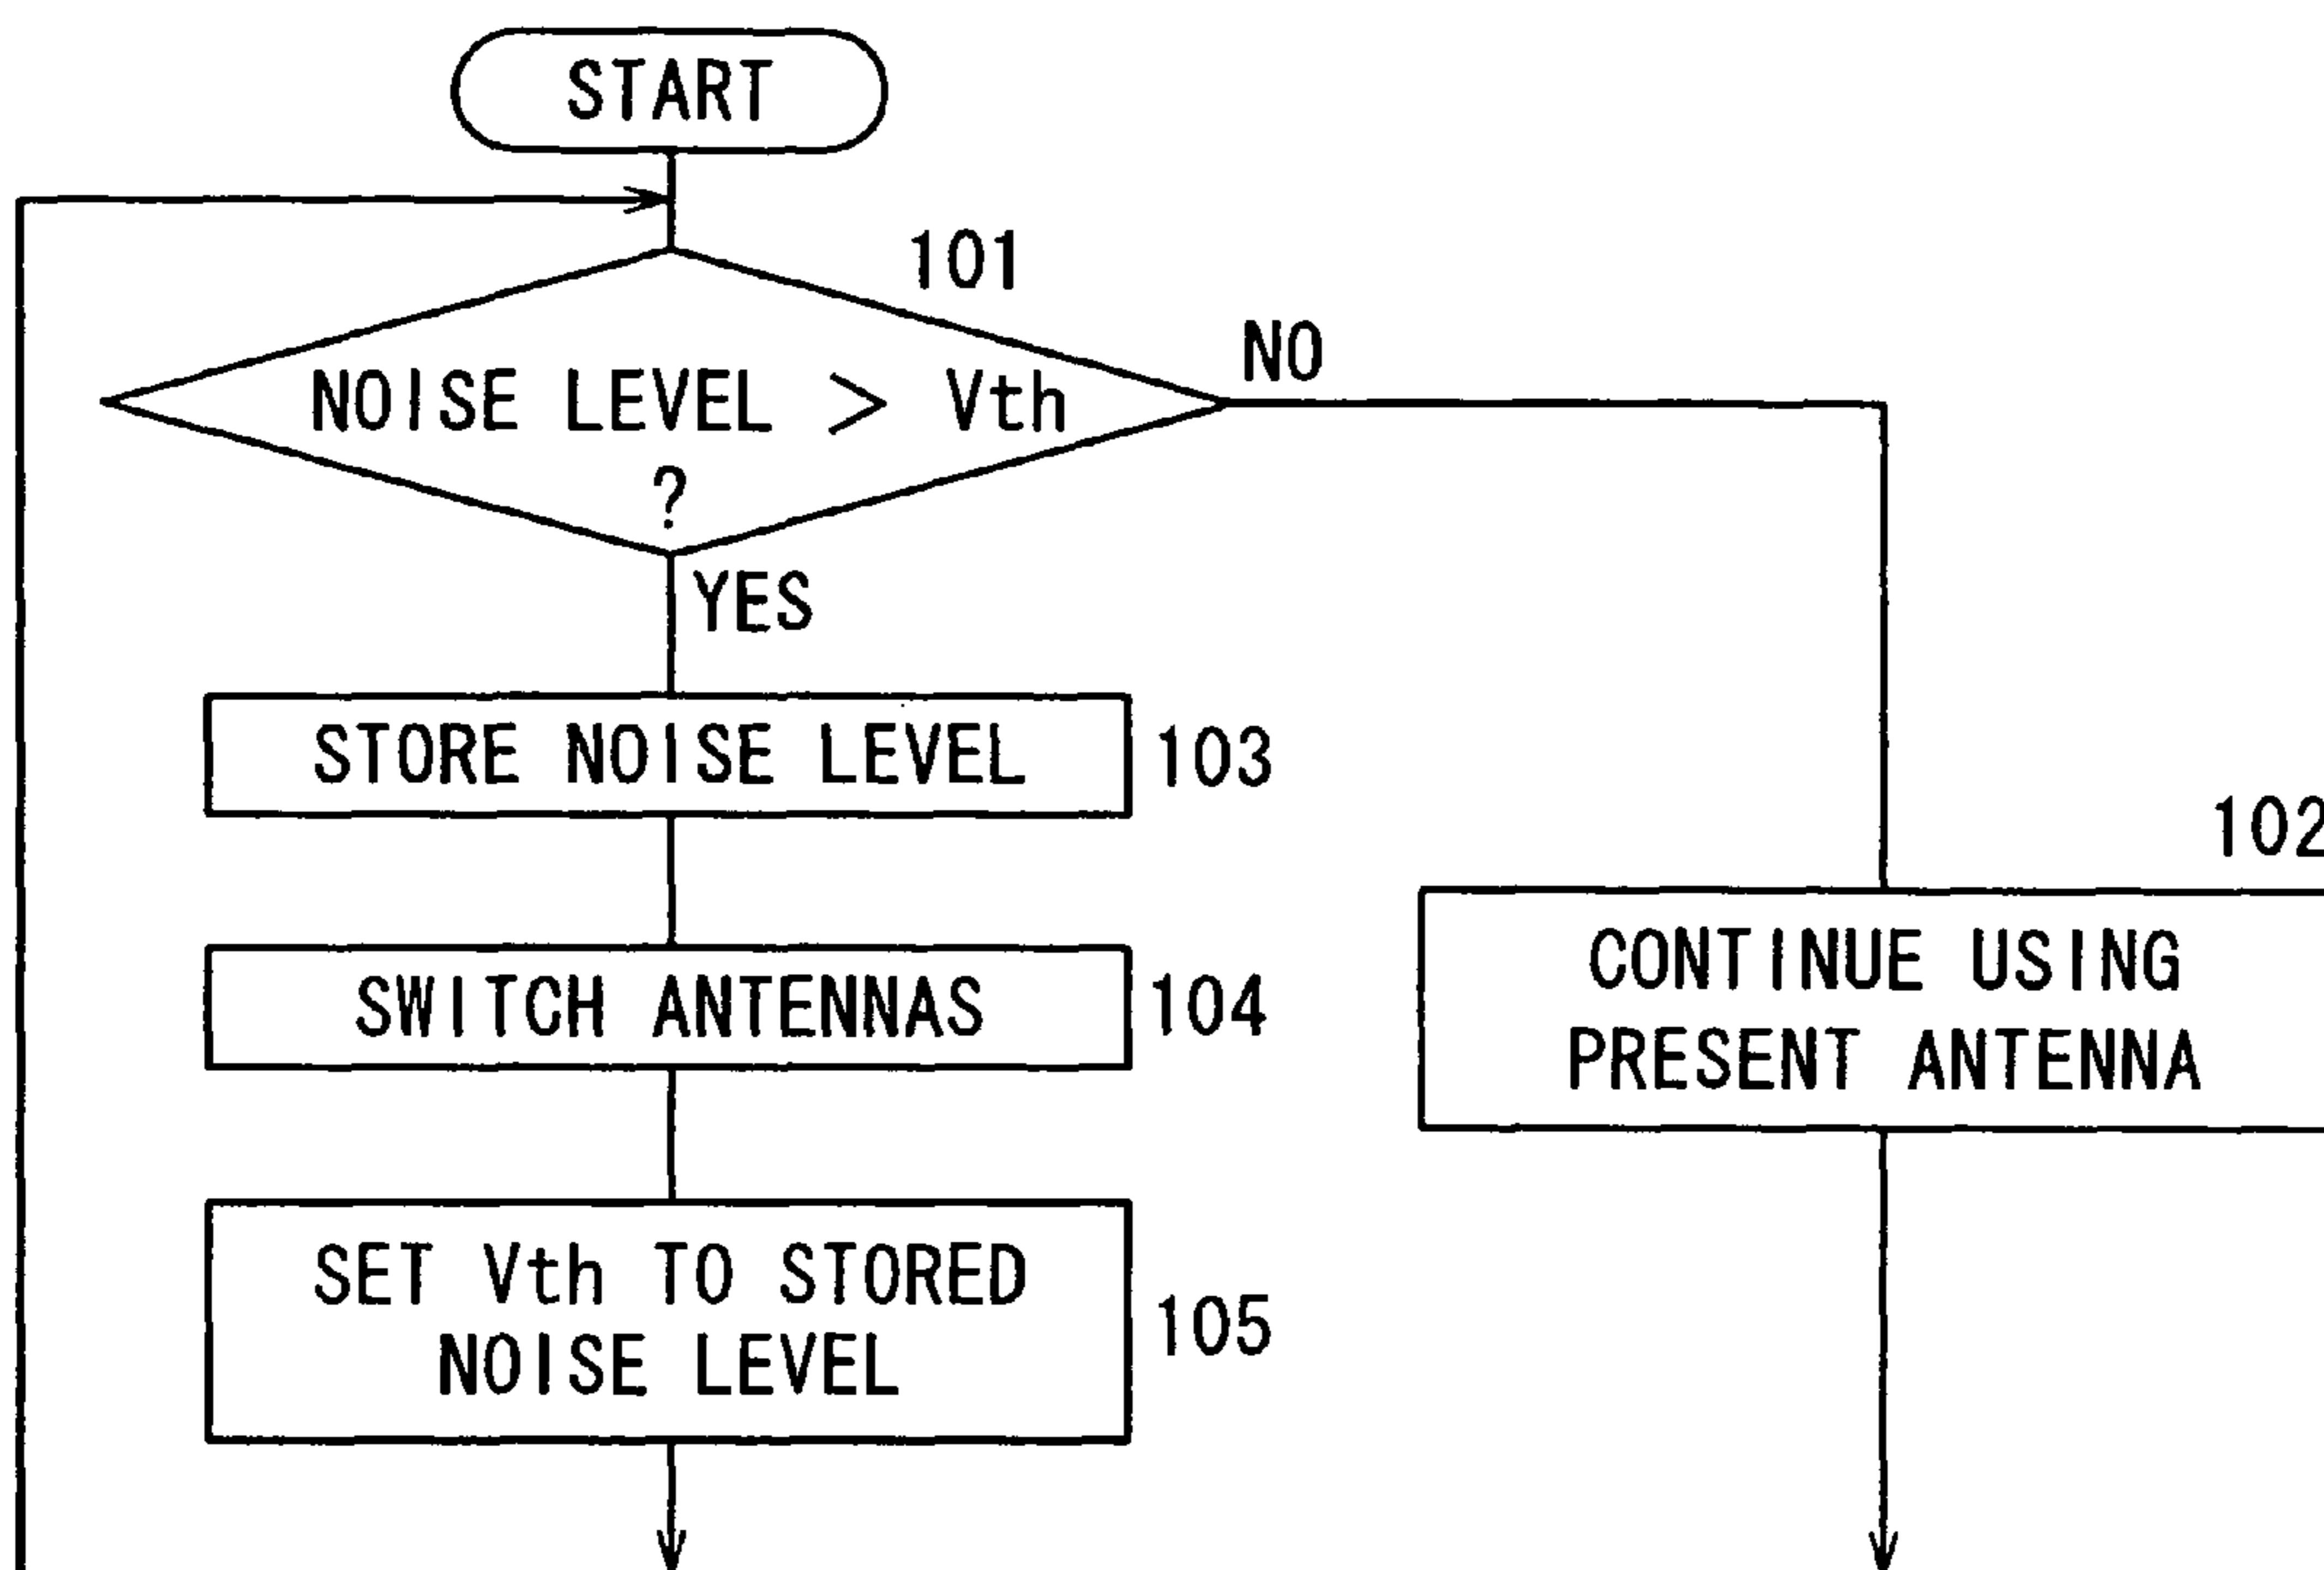 START
101
NOISE LEVEL > Vth
?
NO
YES
STORE NOISE LEVEL
103
102
SWITCH ANTENNAS
104
CONTINUE USING
PRESENT ANTENNA
SET Vth TO STORED
NOISE LEVEL
105